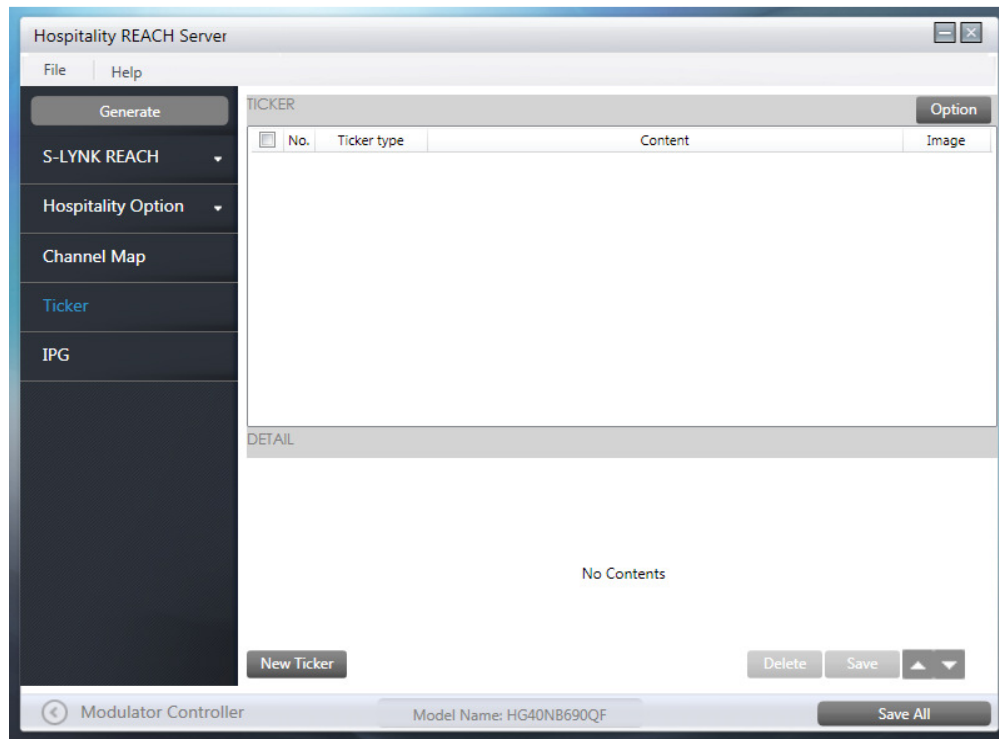 Hospitality REACH Server
File Help
Generate
S-LYNK REACH
Hospitality Option
Channel Map
Ticker
IPG
TICKER
Option
No. Ticker type Content Image
DETAIL
No Contents
New Ticker Delete Save
Modulator Controller Model Name: HG40NB690QF Save All